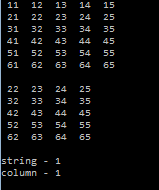 11 12 13 14 15
21 22 23 24 25
31 32 33 34 35
41 42 43 44 45
51 52 53 54 55
61 62 63 64 65
22 23 24 25
32 33 34 35
42 43 44 45
52 53 54 55
62 63 64 65
string - 1
column - 1